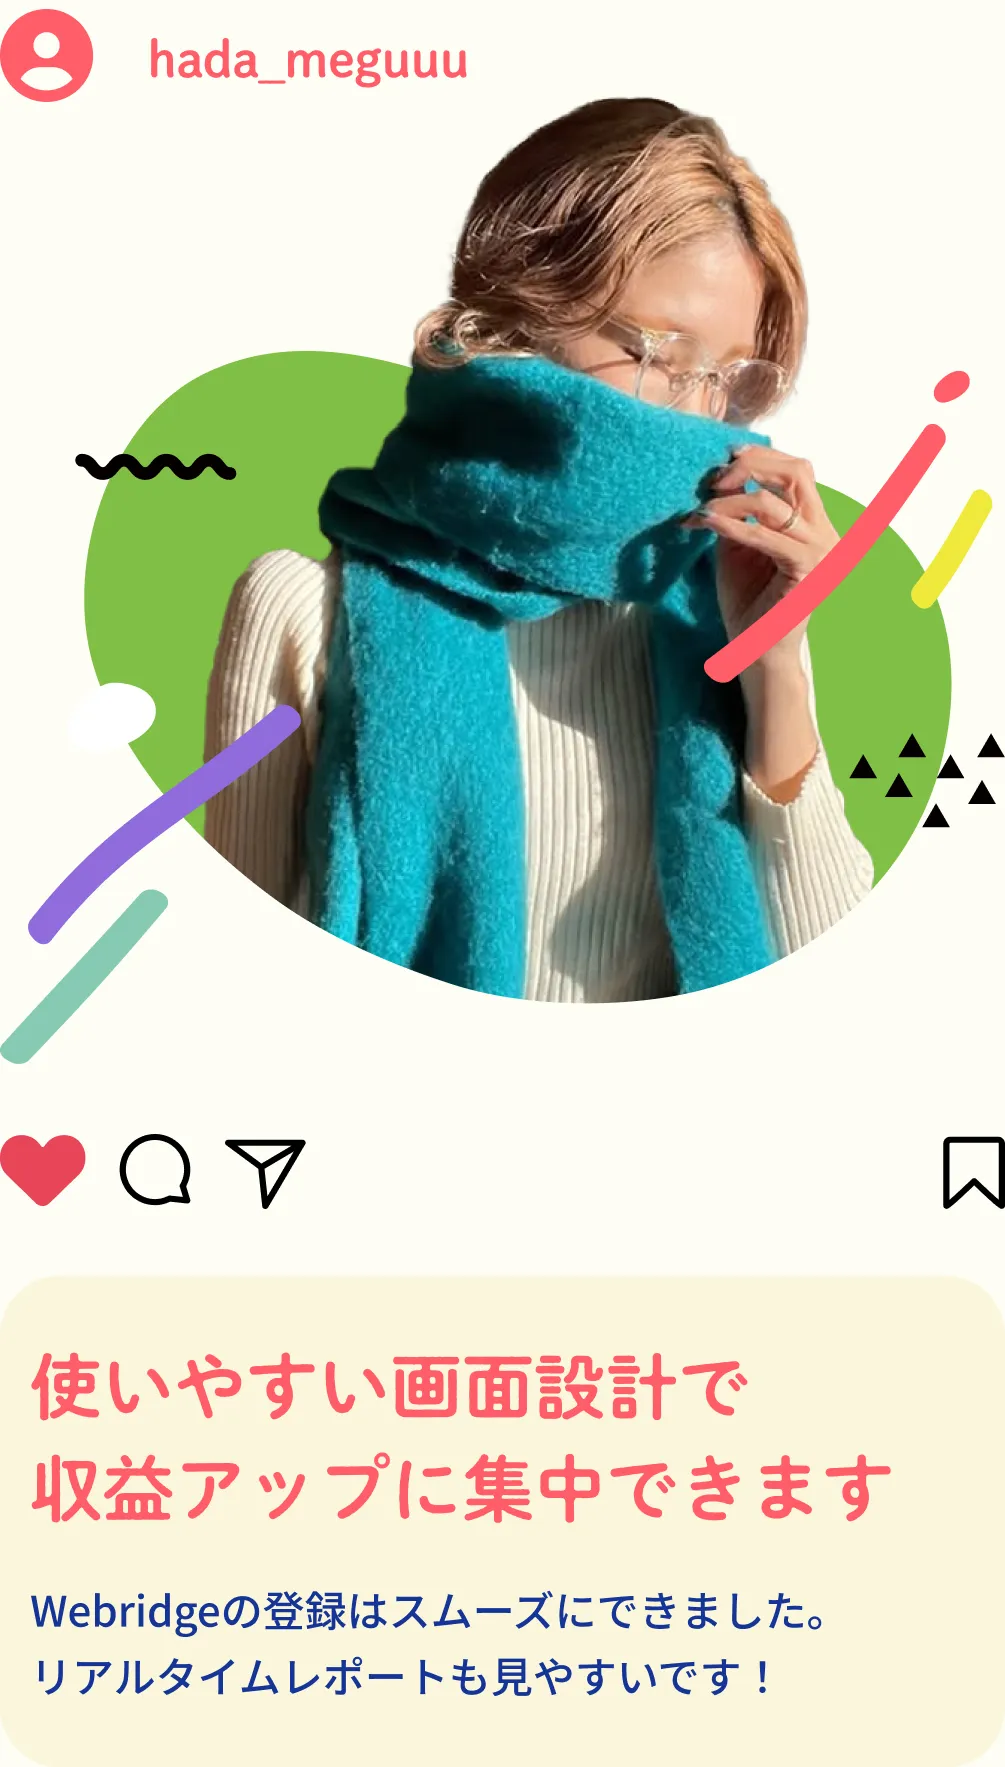 hada_meguuu
使いやすい画面設計で
収益アップに集中できます
Webridgeの登録はスムーズにできました。
リアルタイムレポートも見やすいです！